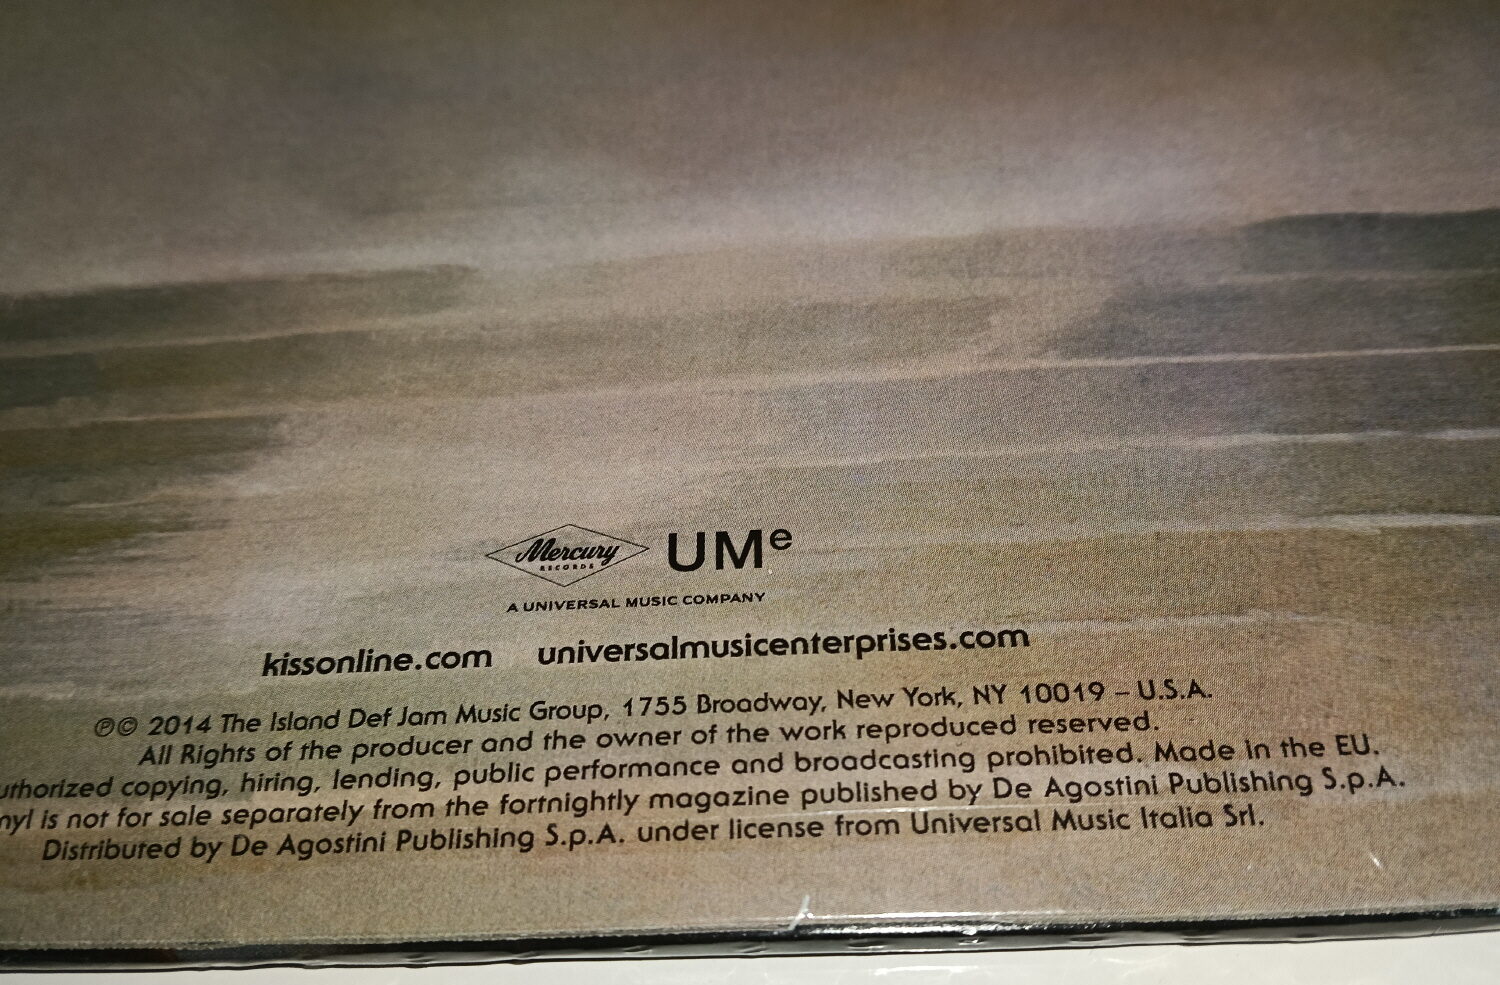 Mercury RECORDS UMe
A UNIVERSAL MUSIC COMPANY
kissonline.com universalmusicenterprises.com
℗© 2014 The Island Def Jam Music Group, 1755 Broadway, New York, NY 10019 – U.S.A.
All Rights of the producer and the owner of the work reproduced reserved.
copying, hiring, lending, public performance and broadcasting prohibited. Made in the EU.
is not for sale separately from the fortnightly magazine published by De Agostini Publishing S.p.A.
Distributed by De Agostini Publishing S.p.A. under license from Universal Music Italia Srl.